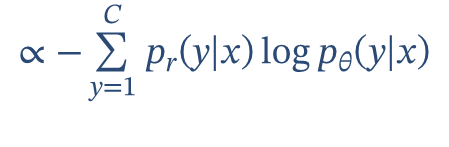 ∝ − ∑_{y=1}^{C} p_r(y|x) log p_θ(y|x)